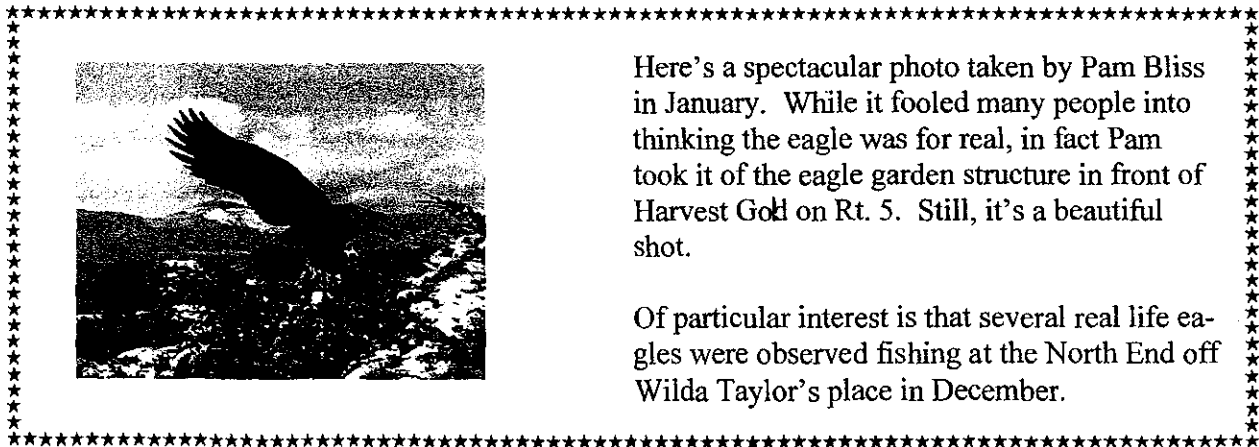 Here's a spectacular photo taken by Pam Bliss
in January. While it fooled many people into
thinking the eagle was for real, in fact Pam
took it of the eagle garden structure in front of
Harvest Gold on Rt. 5. Still, it's a beautiful
shot.
Of particular interest is that several real life ea-
gles were observed fishing at the North End off
Wilda Taylor's place in December.